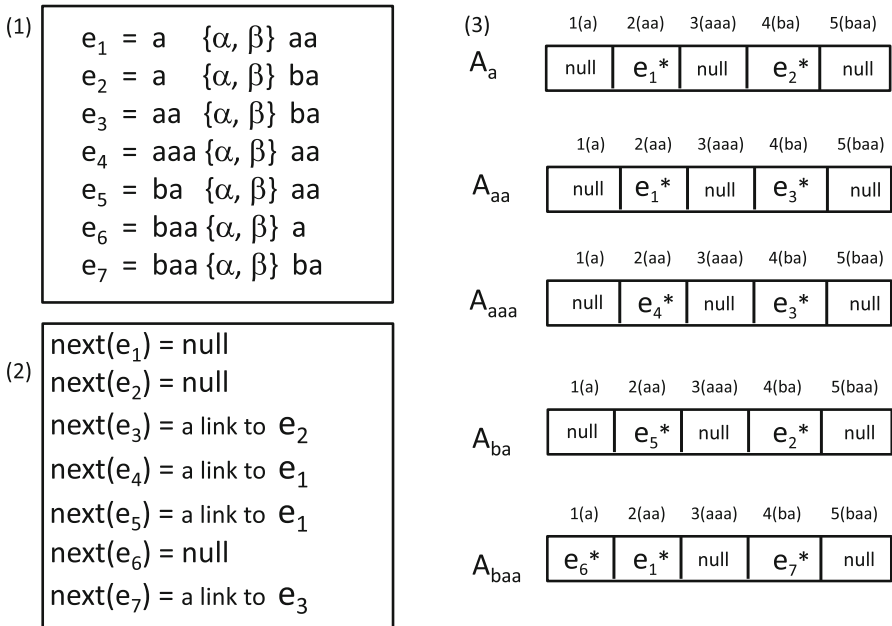 (1)
e₁ = a {α, β} aa
e₂ = a {α, β} ba
e₃ = aa {α, β} ba
e₄ = aaa {α, β} aa
e₅ = ba {α, β} aa
e₆ = baa {α, β} a
e₇ = baa {α, β} ba
(2)
next(e₁) = null
next(e₂) = null
next(e₃) = a link to e₂
next(e₄) = a link to e₁
next(e₅) = a link to e₁
next(e₆) = null
next(e₇) = a link to e₃
(3)
1(a) 2(aa) 3(aaa) 4(ba) 5(baa)
Aₐ null e₁* null e₂* null
1(a) 2(aa) 3(aaa) 4(ba) 5(baa)
Aₐₐ null e₁* null e₃* null
1(a) 2(aa) 3(aaa) 4(ba) 5(baa)
Aₐₐₐ null e₄* null e₃* null
1(a) 2(aa) 3(aaa) 4(ba) 5(baa)
A_ba null e₅* null e₂* null
1(a) 2(aa) 3(aaa) 4(ba) 5(baa)
A_baa e₆* e₁* null e₇* null